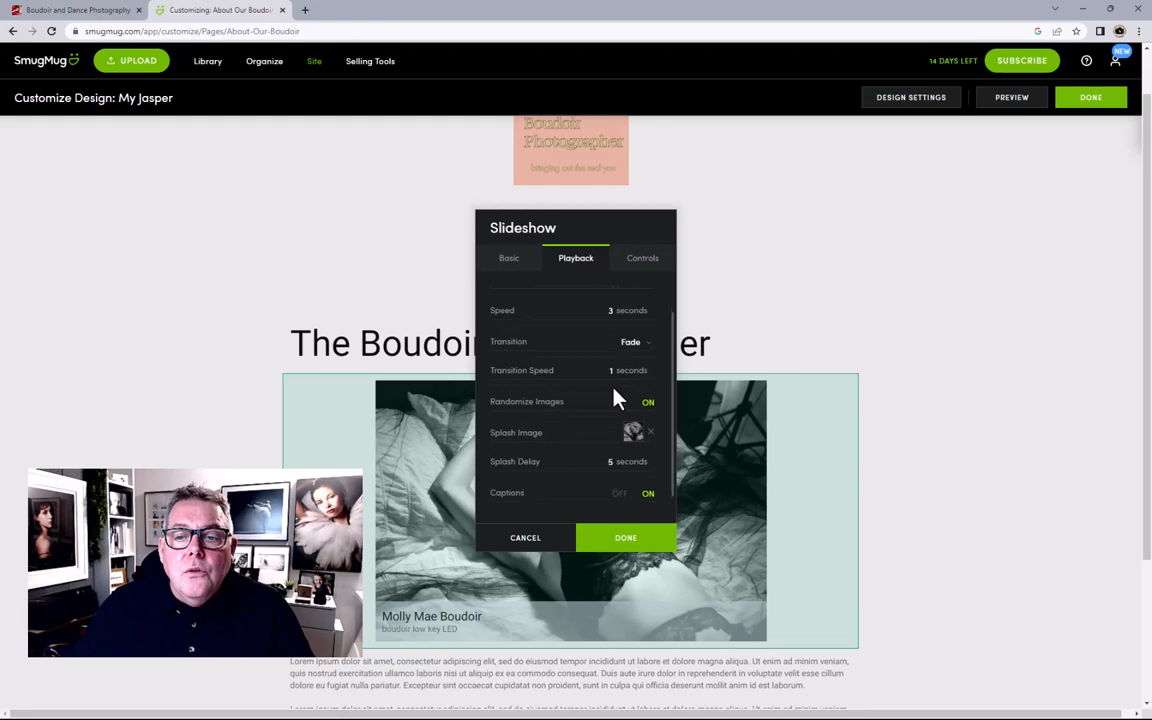 Boudoir and Dance Photography
Customizing: About Our Boudoi
smugmug.com/app/customize/Pages/About-Our-Boudoir
SmugMug
UPLOAD
Library
Organize
Site
Selling Tools
14 DAYS LEFT
SUBSCRIBE
NEW
Customize Design: My Jasper
DESIGN SETTINGS
PREVIEW
DONE
Boudoir
Photographer
bringing out the real you
Slideshow
Basic
Playback
Controls
Speed 3 seconds
Transition Fade
Transition Speed 1 seconds
Randomize Images ON
Splash Image
Splash Delay 5 seconds
Captions OFF ON
CANCEL
DONE
The Boudoi er
Molly Mae Boudoir
boudoir low key LED
Lorem ipsum dolor sit amet, consectetur adipiscing elit, sed do eiusmod tempor incididunt ut labore et dolore magna aliqua. Ut enim ad minim veniam,
quis nostrud exercitation ullamco laboris nisi ut aliquip ex ea commodo consequat. Duis aute irure dolor in reprehenderit in voluptate velit esse cillum
dolore eu fugiat nulla pariatur. Excepteur sint occaecat cupidatat non proident, sunt in culpa qui officia deserunt mollit anim id est laborum.